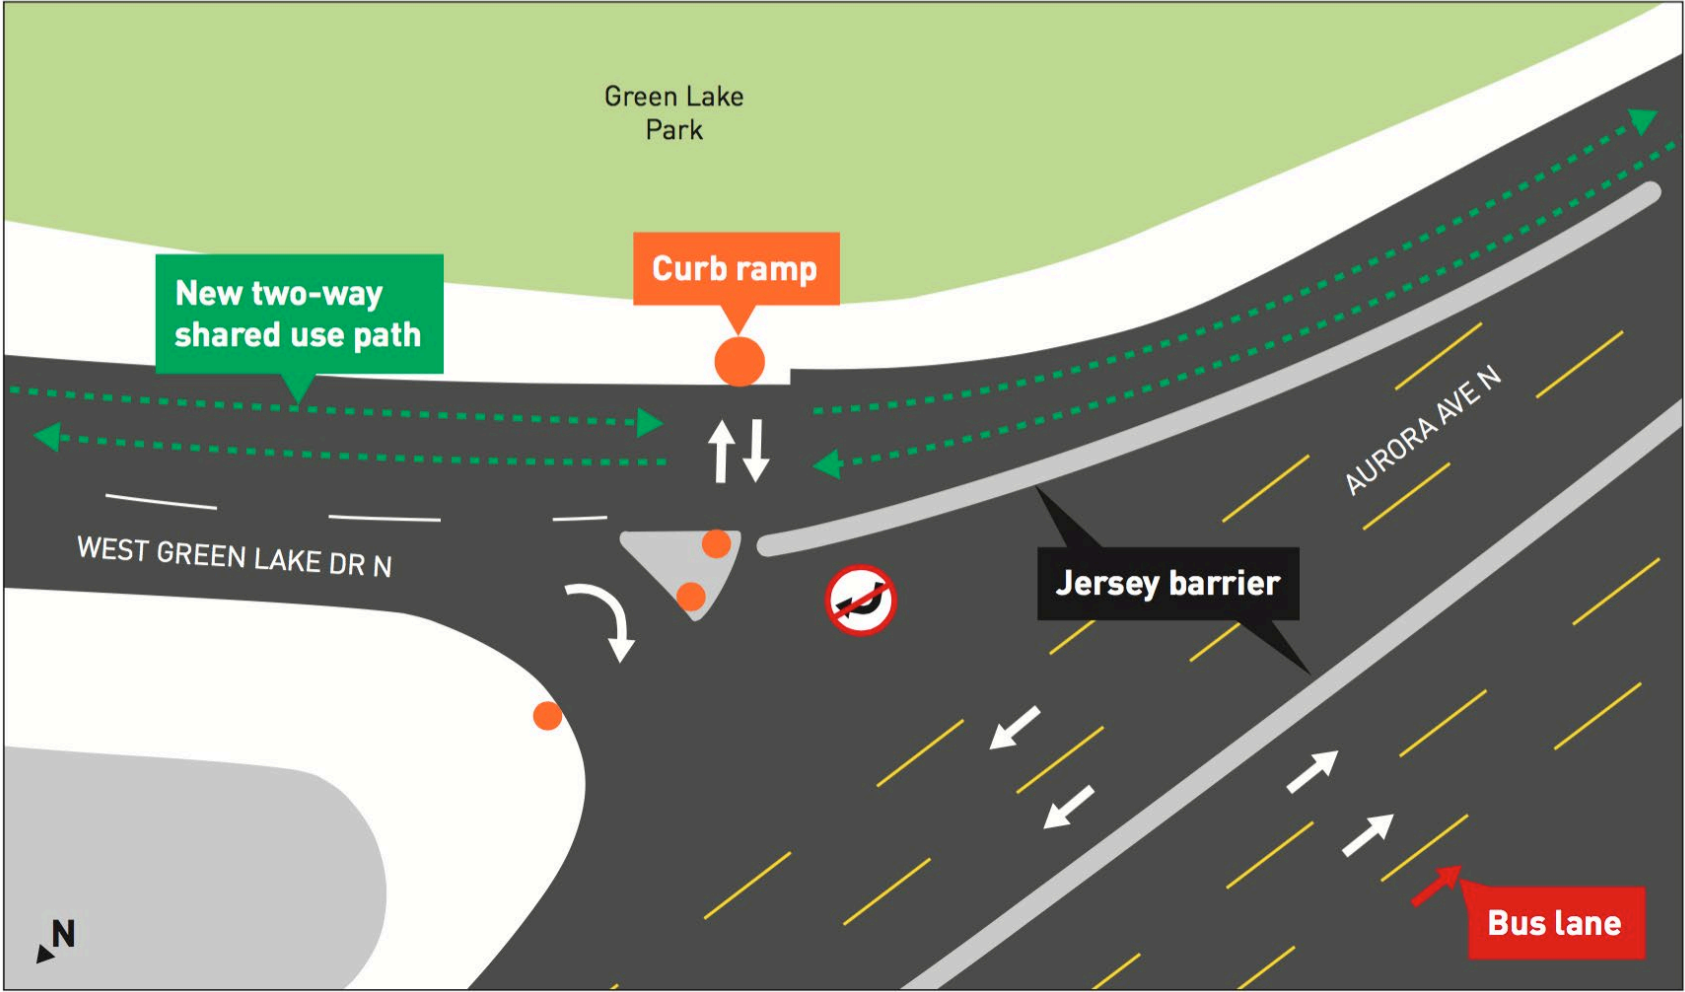 Green Lake
Park
New two-way
shared use path
Curb ramp
AURORA AVE N
WEST GREEN LAKE DR N
Jersey barrier
Bus lane
N